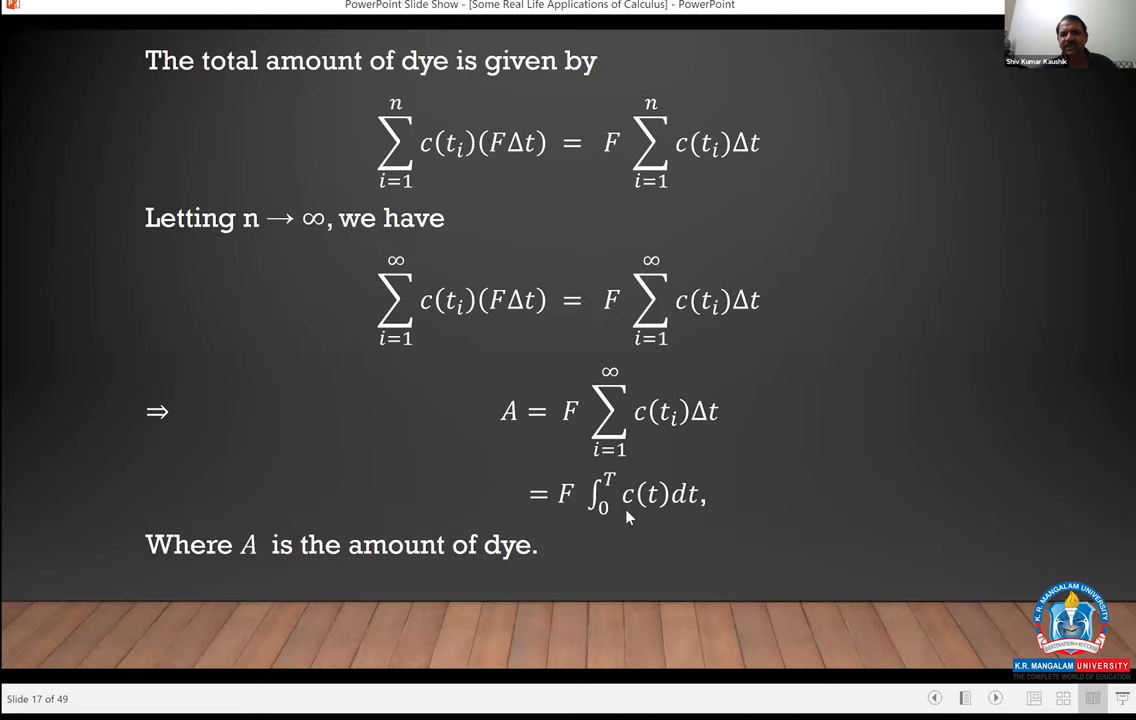 PowerPoint Slide Show - [Some Real Life Applications of Calculus] - PowerPoint
Shiv Kumar Kaushik
The total amount of dye is given by
∑_{i=1}^{n} c(t_i)(FΔt) = F ∑_{i=1}^{n} c(t_i)Δt
Letting n → ∞, we have
∑_{i=1}^{∞} c(t_i)(FΔt) = F ∑_{i=1}^{∞} c(t_i)Δt
⇒ A = F ∑_{i=1}^{∞} c(t_i)Δt
= F ∫_0^T c(t)dt,
Where A is the amount of dye.
K. R. MANGALAM UNIVERSITY
K.R. MANGALAM UNIVERSITY
THE COMPLETE WORLD OF EDUCATION
Slide 17 of 49